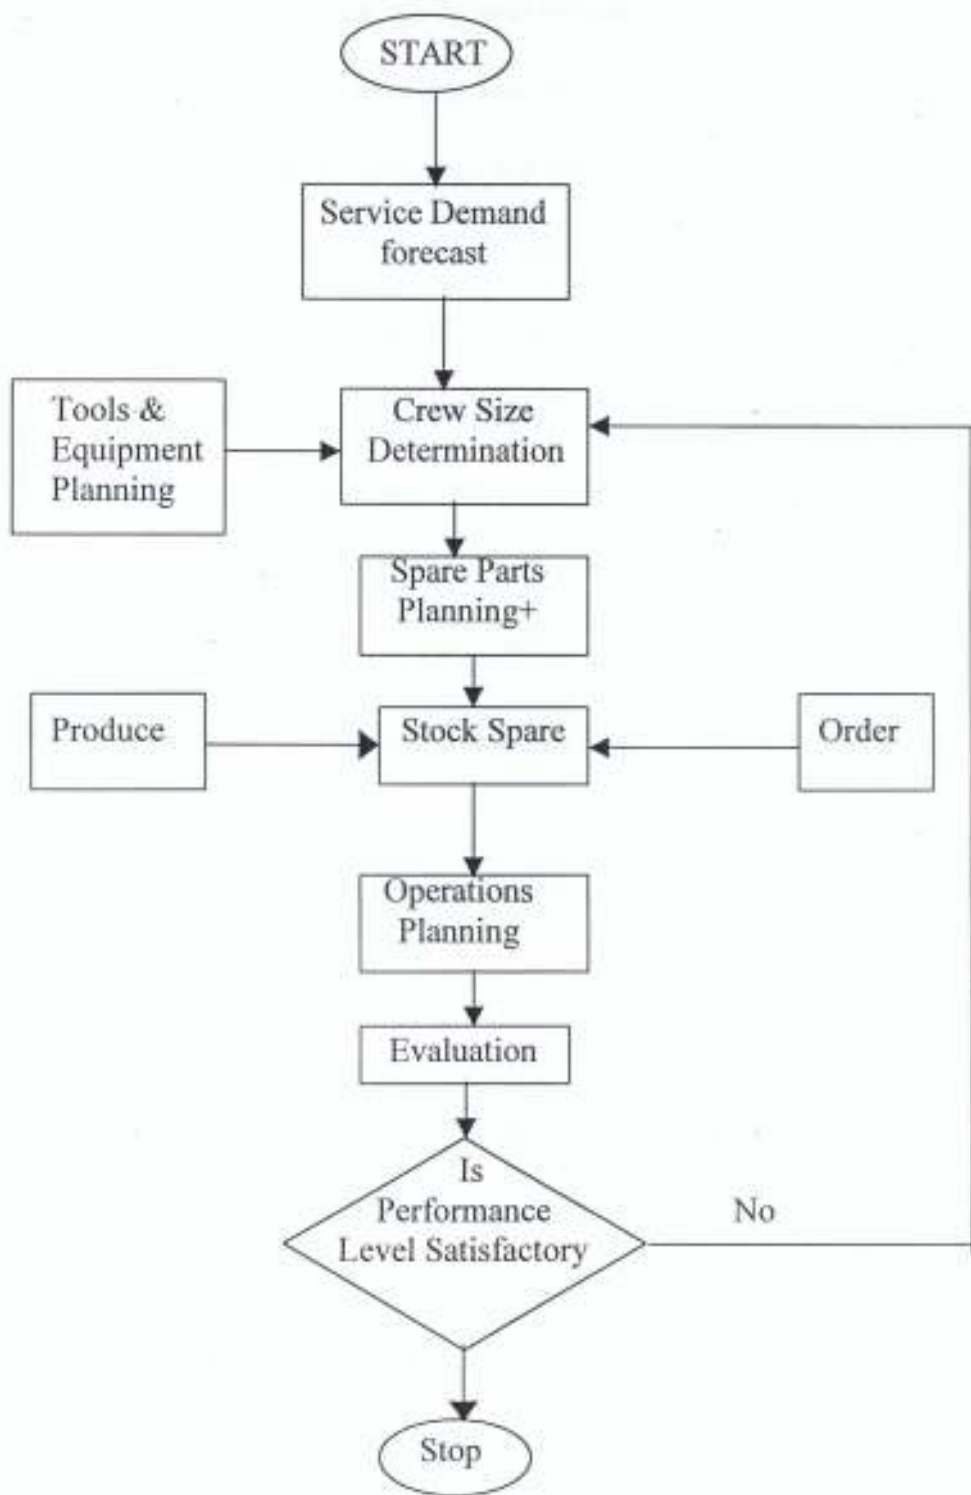 START
Service Demand
forecast
Tools &
Equipment
Planning
Crew Size
Determination
Spare Parts
Planning+
Produce
Stock Spare
Order
Operations
Planning
Evaluation
Is
Performance
Level Satisfactory
No
Stop